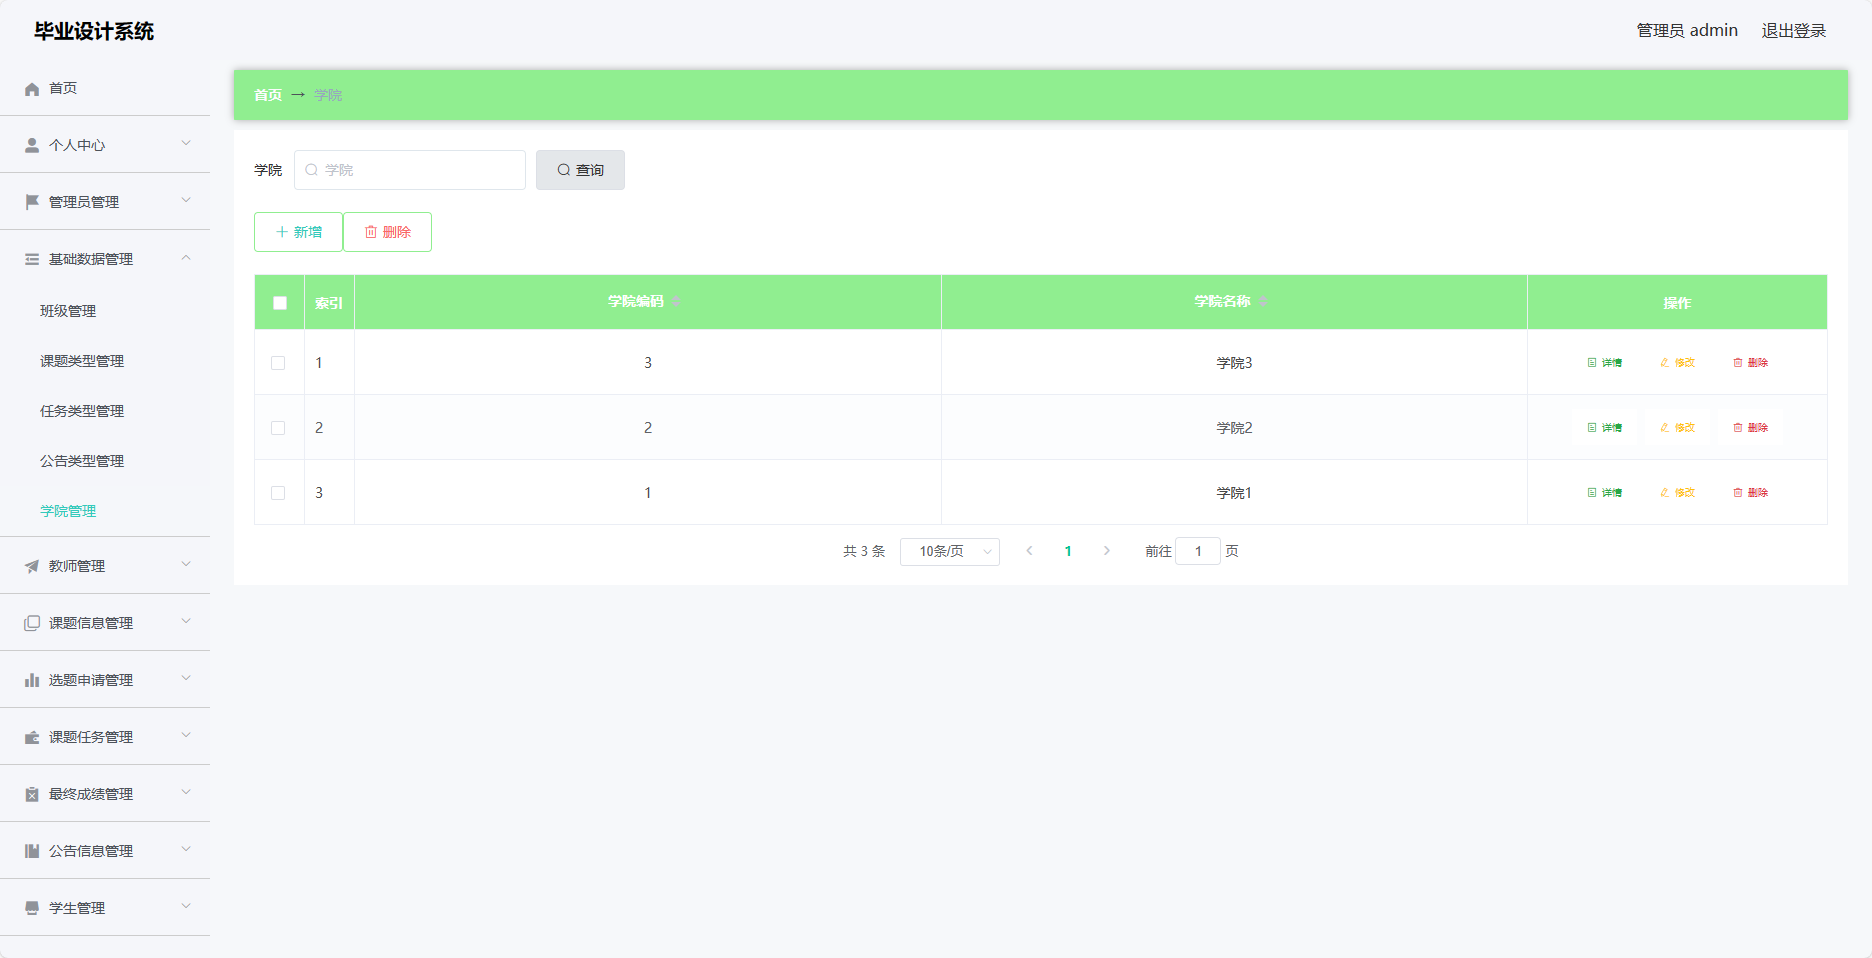 毕业设计系统
管理员 admin 退出登录
首页
个人中心
管理员管理
基础数据管理
班级管理
课题类型管理
任务类型管理
公告类型管理
学院管理
教师管理
课题信息管理
选题申请管理
课题任务管理
最终成绩管理
公告信息管理
学生管理
首页 → 学院
学院 学院 查询
新增 删除
索引 学院编码 学院名称 操作
1 3 学院3 详情 修改 删除
2 2 学院2 详情 修改 删除
3 1 学院1 详情 修改 删除
共 3 条 10条/页 1 前往 1 页